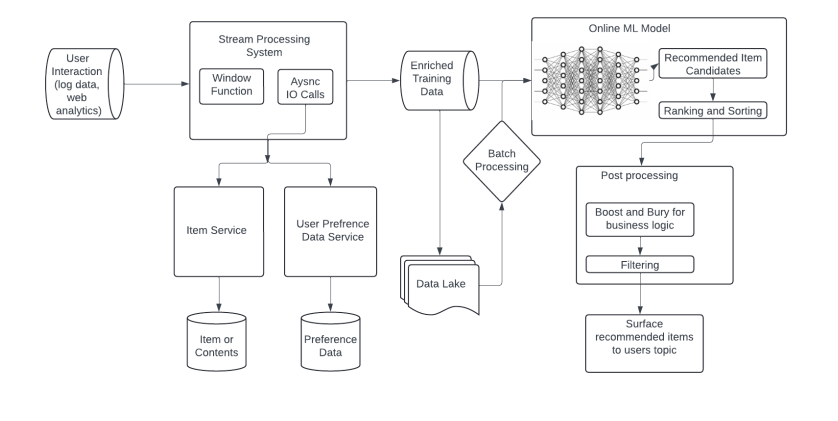 User
Interaction
(log data,
web
analytics)
Stream Processing
System
Window
Function
Aysnc
IO Calls
Enriched
Training
Data
Online ML Model
Recommended Item
Candidates
Ranking and Sorting
Batch
Processing
Post processing
Boost and Bury for
business logic
Filtering
Item Service
User Prefrence
Data Service
Data Lake
Item or
Contents
Preference
Data
Surface
recommended items
to users topic